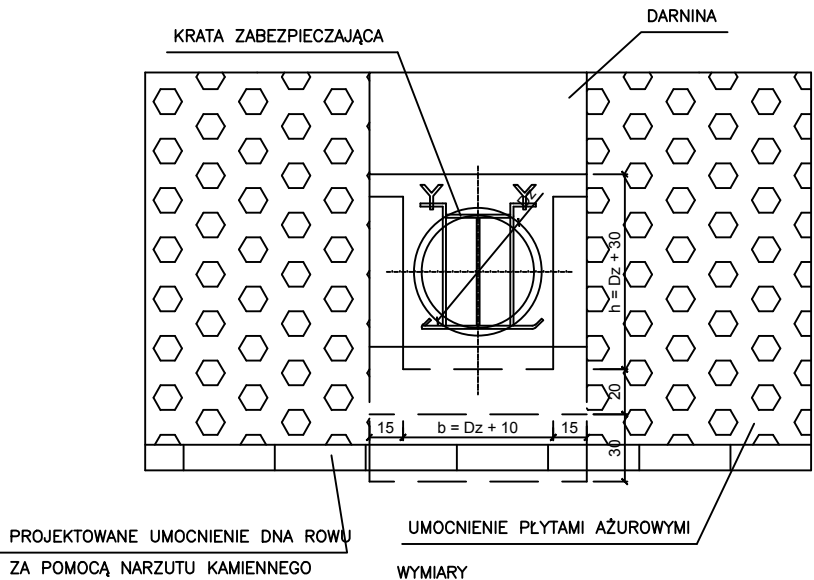 DARNINA
KRATA ZABEZPIECZAJĄCA
h = Dz + 30
20
15
b = Dz + 10
15
30
PROJEKTOWANE UMOCNIENIE DNA ROWU
ZA POMOCĄ NARZUTU KAMIENNEGO
UMOCNIENIE PŁYTAMI AŻUROWYMI
WYMIARY